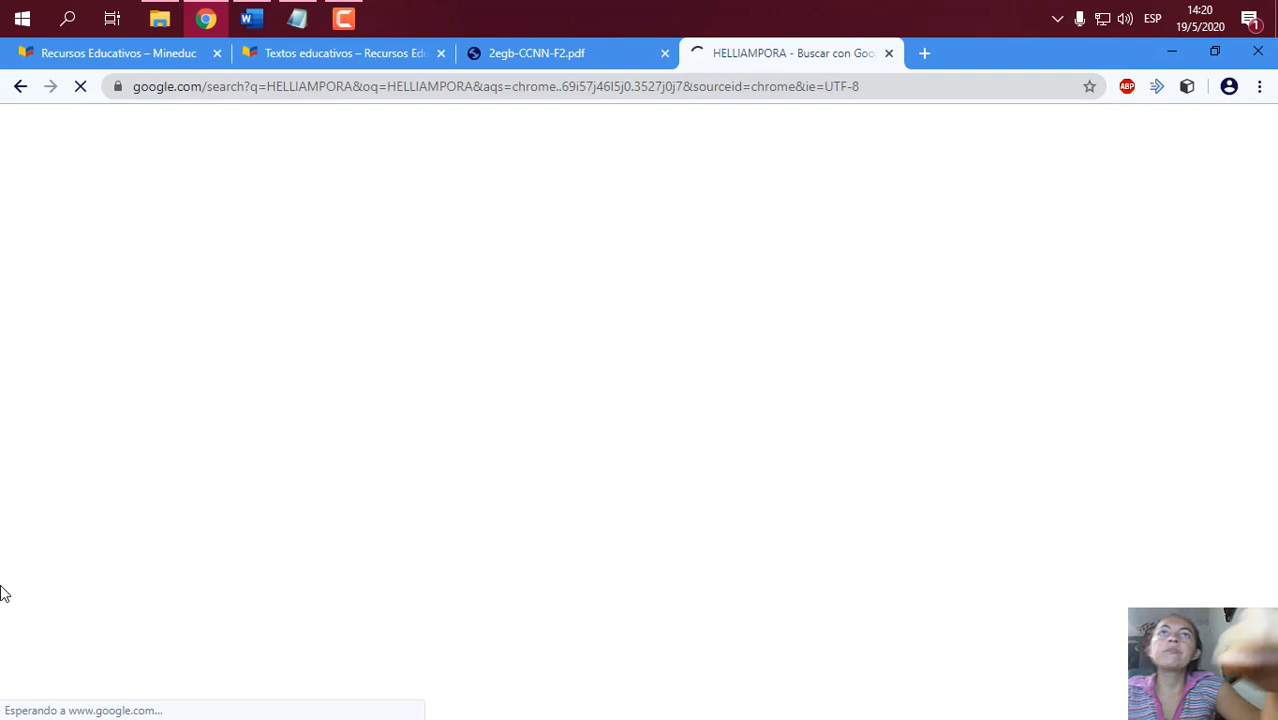 14:20
ESP
19/5/2020
1
Recursos Educativos – Mineduc
Textos educativos – Recursos Edu
2egb-CCNN-F2.pdf
HELLIAMPORA - Buscar con Goo
google.com/search?q=HELLIAMPORA&oq=HELLIAMPORA&aqs=chrome..69i57j46l5j0.3527j0j7&sourceid=chrome&ie=UTF-8
ABP
Esperando a www.google.com...